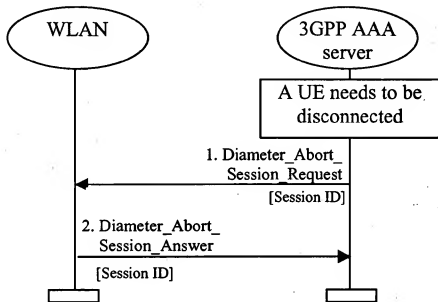 WLAN
3GPP AAA
server
A UE needs to be
disconnected
1. Diameter_Abort_
Session_Request
[Session ID]
2. Diameter_Abort_
Session_Answer
[Session ID]